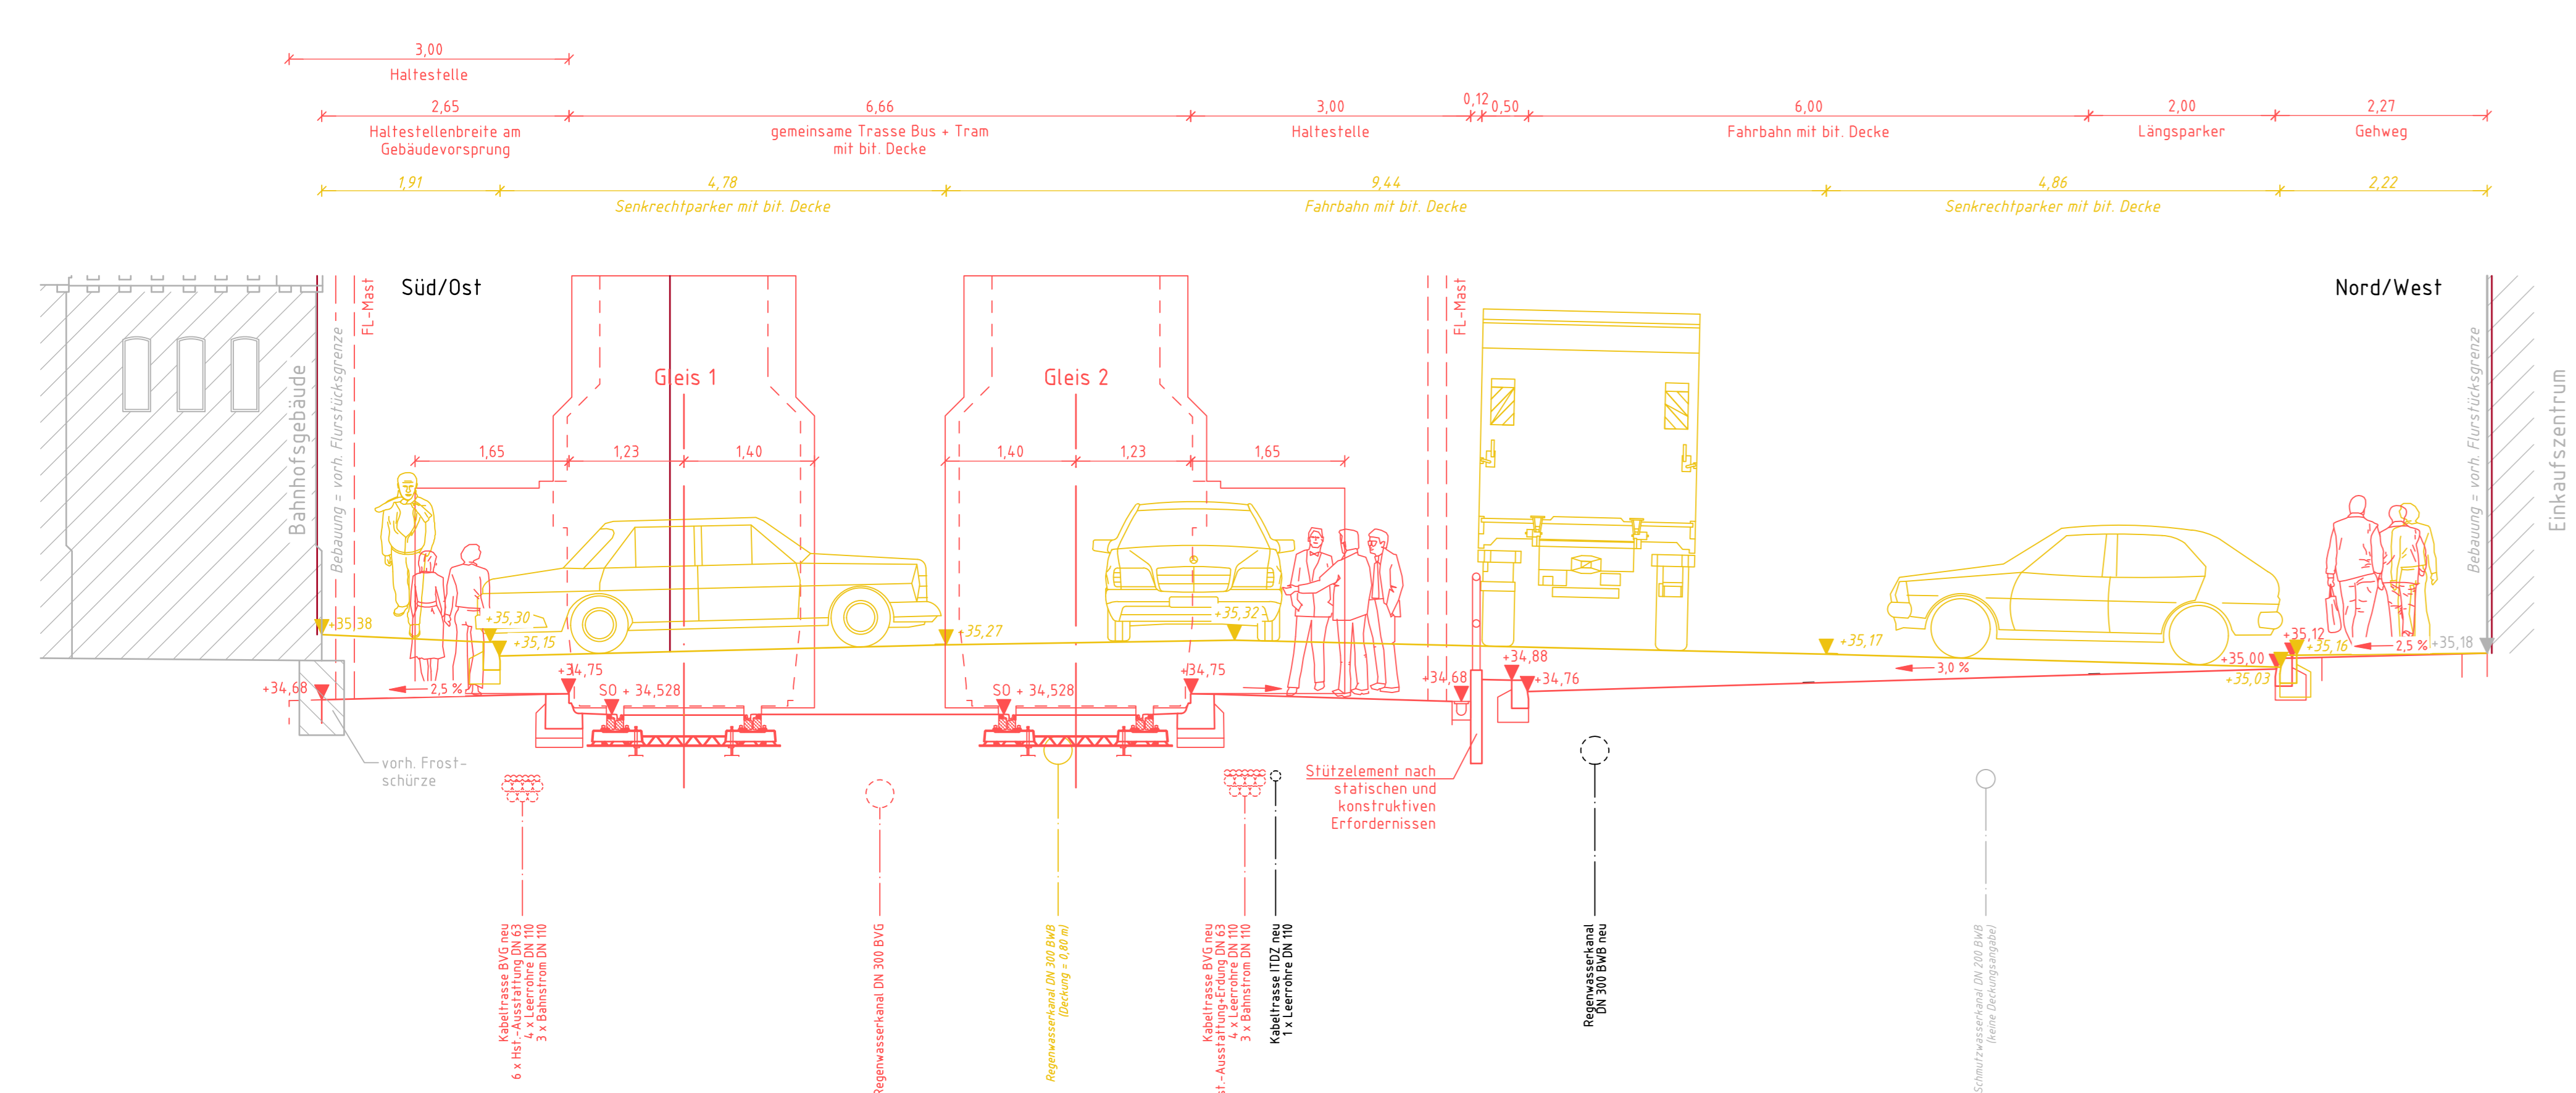 3,00
Haltestelle
2,65
6,66
3,00
0,12
0,50
6,00
2,00
2,27
Haltestellenbreite am
Gebäudevorsprung
gemeinsame Trasse Bus + Tram
mit bit. Decke
Haltestelle
Fahrbahn mit bit. Decke
Längsparker
Gehweg
1,91
4,78
9,44
4,86
2,22
Senkrechtparker mit bit. Decke
Fahrbahn mit bit. Decke
Senkrechtparker mit bit. Decke
Süd/Ost
Nord/West
FL-Mast
FL-Mast
Bahnhofsgebäude
Bebauung = vorh. Flurstücksgrenze
Bebauung = vorh. Flurstücksgrenze
Einkaufszentrum
Gleis 1
Gleis 2
1,65
1,23
1,40
1,40
1,23
1,65
+35,38
+35,30
+35,15
+35,27
+35,32
+35,17
+35,12
+35,16
+35,18
2,5 %
+35,00
+35,03
3,0 %
+34,68
2,5 %
+34,75
SO + 34,528
SO + 34,528
+34,75
+34,68
+34,88
+34,76
vorh. Frost-
schürze
Stützelement nach
statischen und
konstruktiven
Erfordernissen
Kabeltrasse BVG neu
6 x Hst.-Ausstattung DN 63
4 x Leerrohre DN 110
3 x Bahnstrom DN 110
Regenwasserkanal DN 300 BVG
Regenwasserkanal DN 300 BWB
(Deckung = 0,80 m)
Kabeltrasse BVG neu
st.-Ausstattung+Erdung DN 63
4 x Leerrohre DN 110
3 x Bahnstrom DN 110
Kabeltrasse ITDZ neu
1 x Leerrohre DN 110
Regenwasserkanal
DN 300 BWB neu
Schmutzwasserkanal DN 200 BWB
(keine Deckungsangabe)